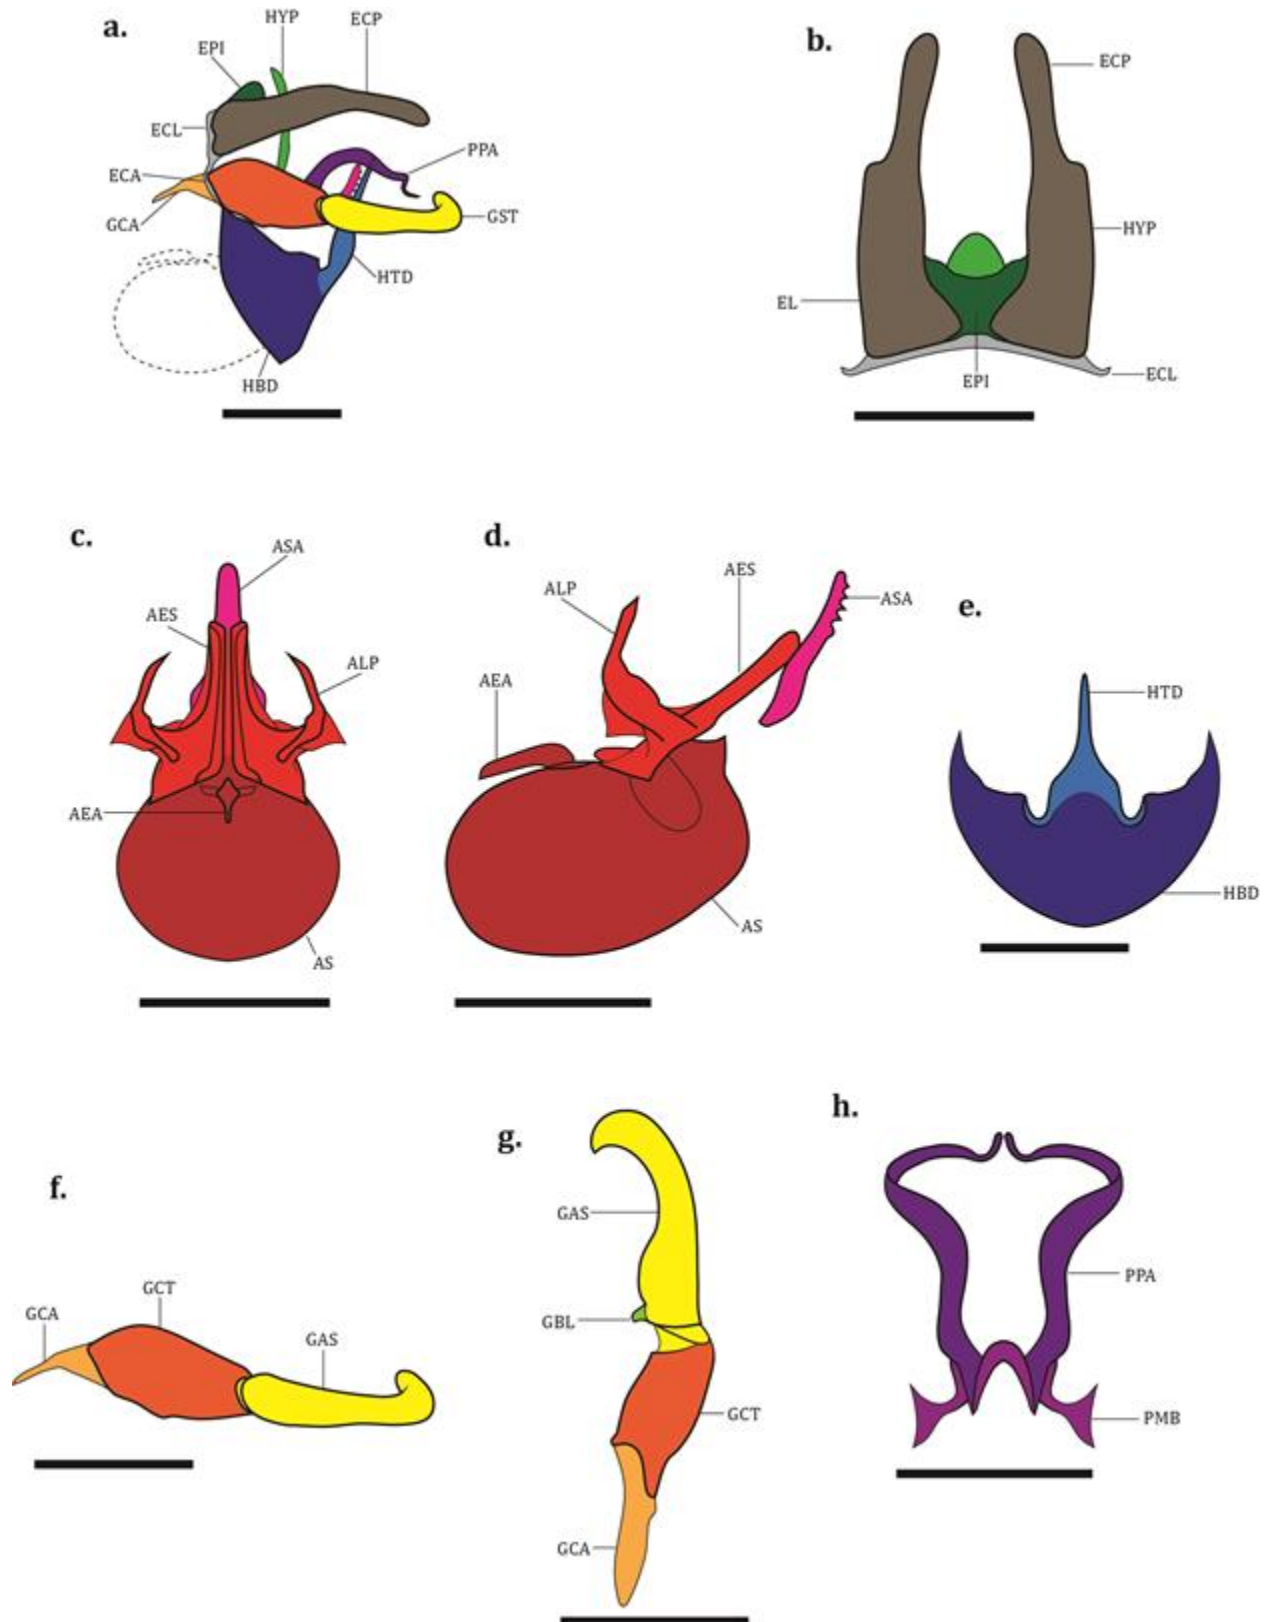 a.
HYP
ECP
EPI
ECL
ECA
GCA
PPA
GST
HTD
HBD
b.
ECP
HYP
EL
EPI
ECL
c.
ASA
AES
ALP
AEA
AS
d.
ALP
AES
ASA
AEA
AS
e.
HTD
HBD
f.
GCA
GCT
GAS
g.
GAS
GBL
GCT
GCA
h.
PPA
PMB